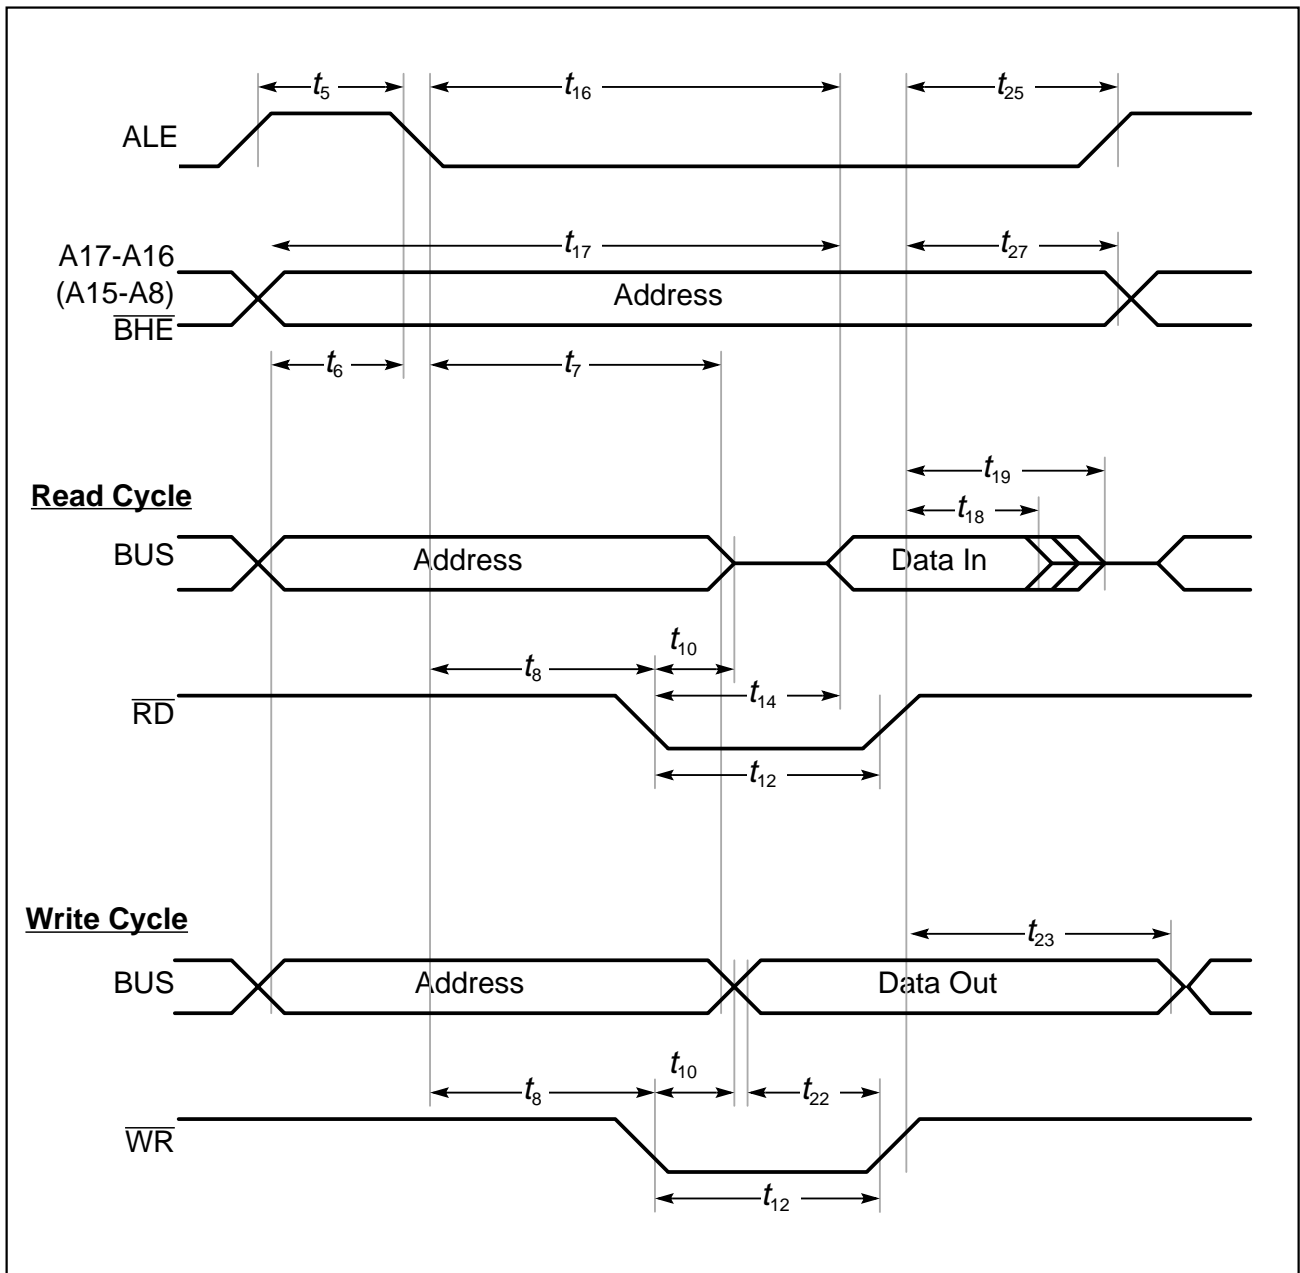 t5 t16 t25
ALE
t17 t27
A17-A16
(A15-A8)
BHE
Address
t6 t7
t19
t18
Read Cycle
BUS
Address
Data In
t10
t8
t14
RD
t12
Write Cycle
t23
BUS
Address
Data Out
t10
t8
t22
WR
t12